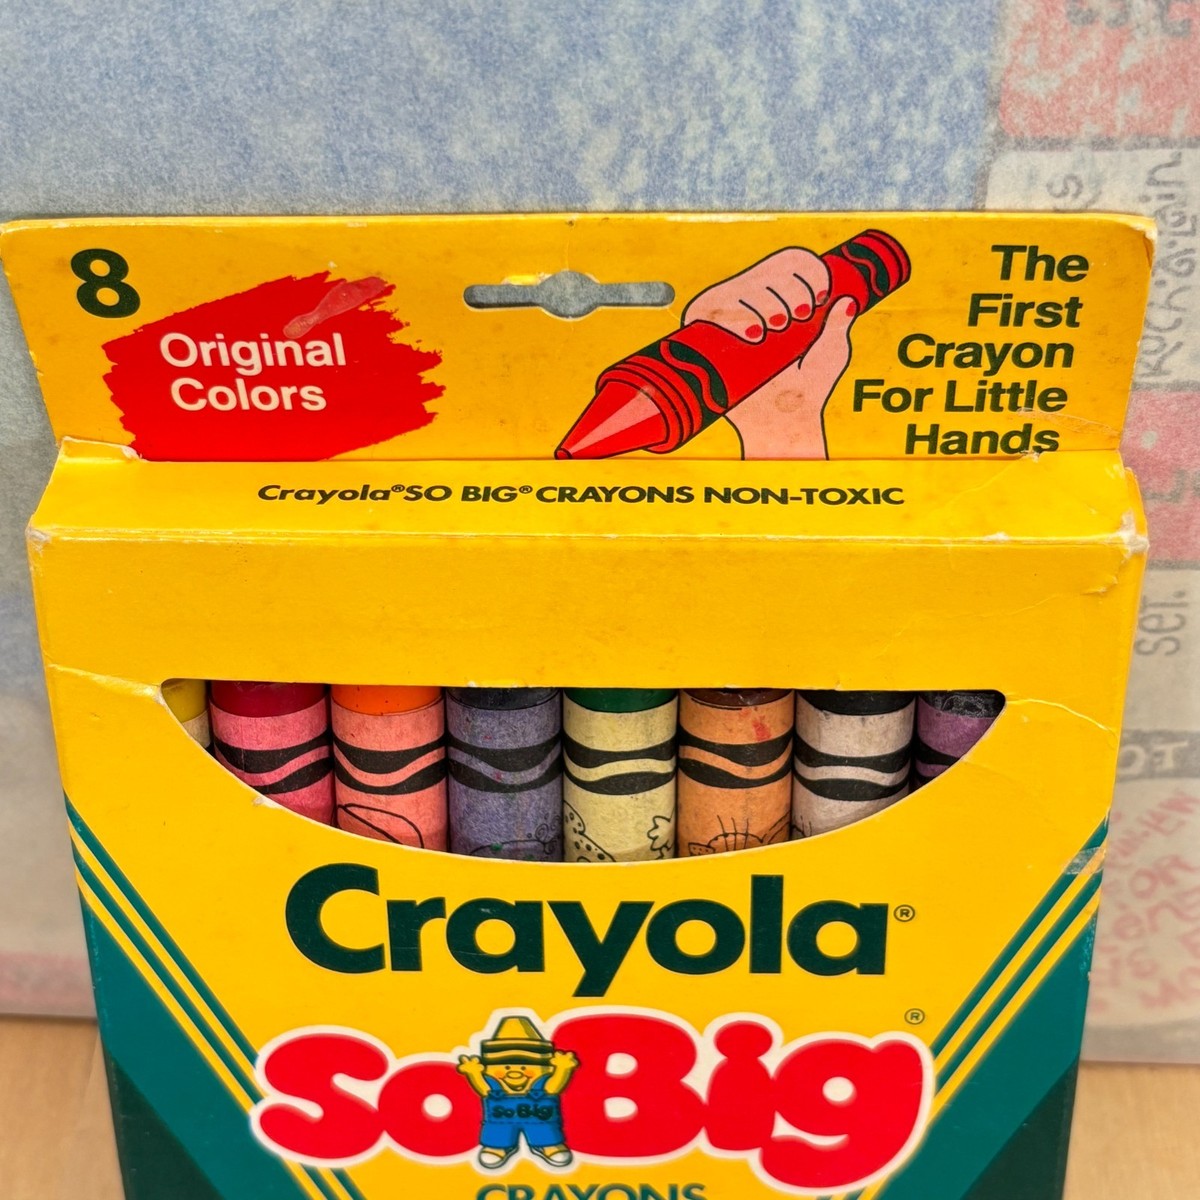 8
Original
Colors
The
First
Crayon
For Little
Hands
Crayola®SO BIG®CRAYONS NON-TOXIC
Crayola®
So Big®
So Big
CRAYONS
SET.